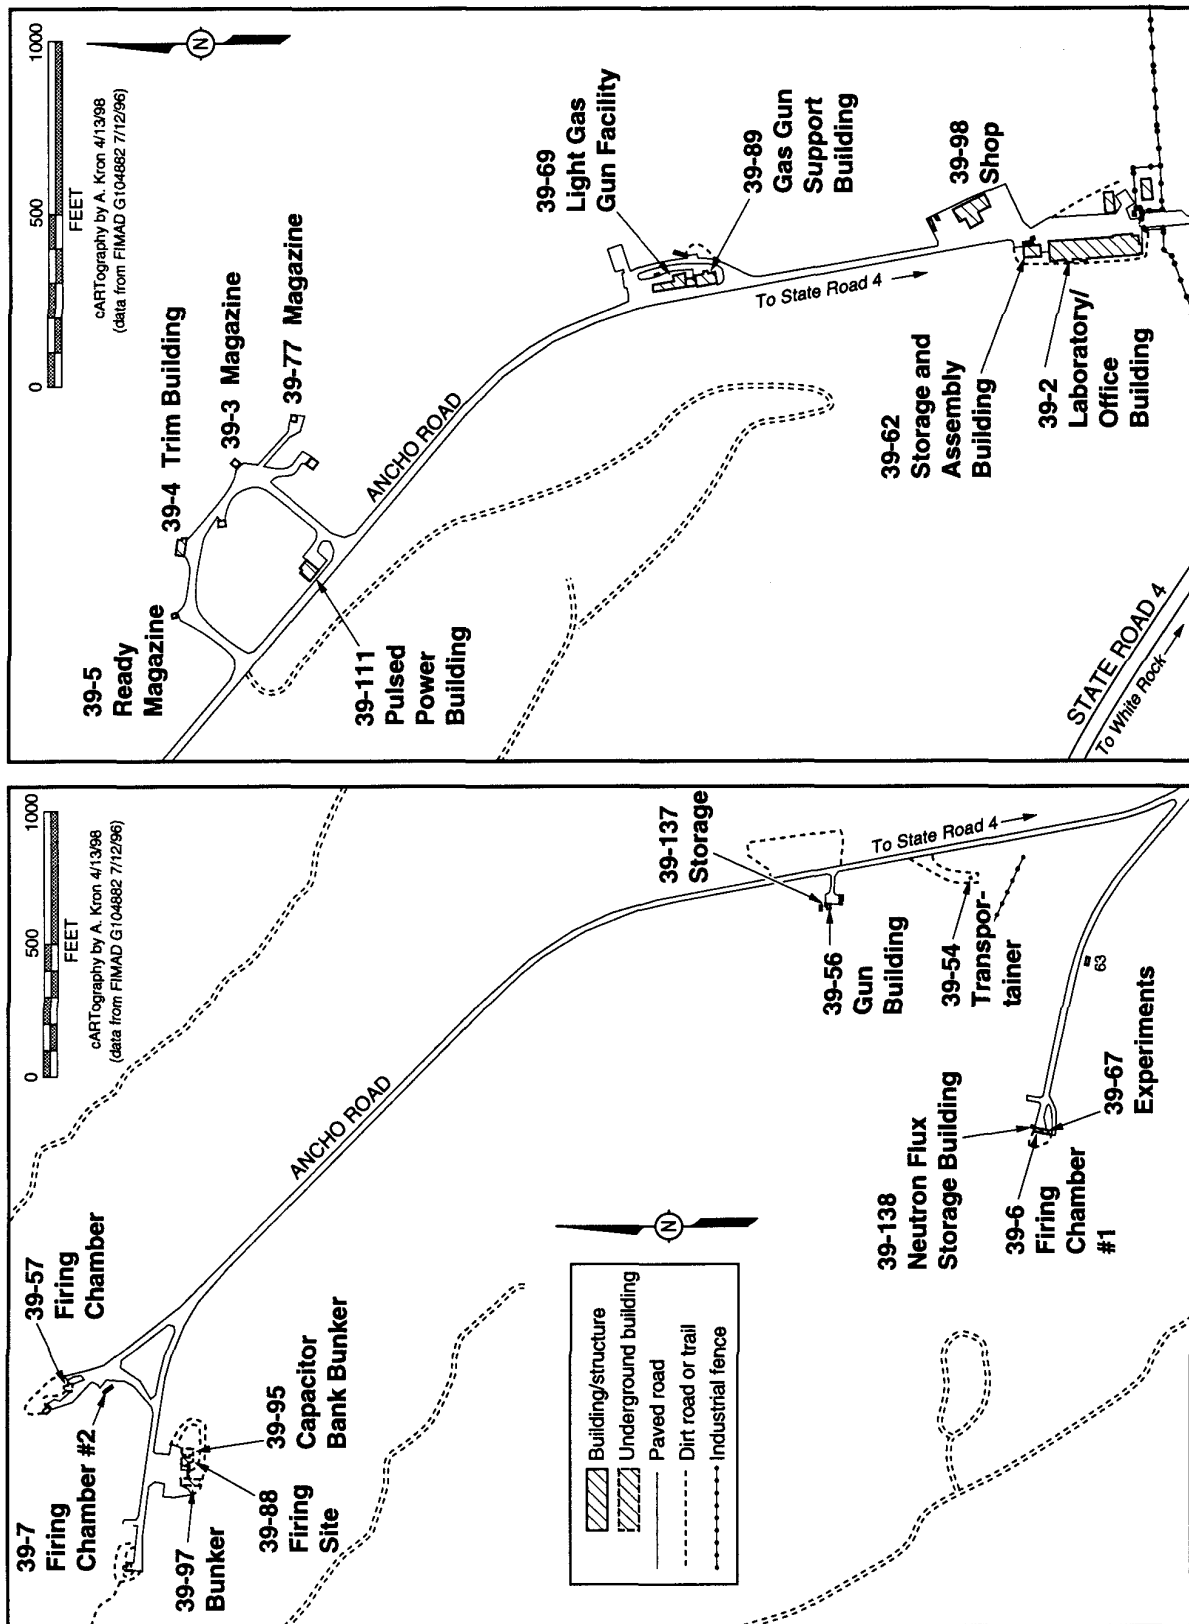 0
500
1000
FEET
cARTography by A. Kron 4/13/98
(data from FIMAD G104882 7/12/96)
N
39-5
Ready
Magazine
39-4 Trim Building
39-3 Magazine
39-77 Magazine
39-111
Pulsed
Power
Building
ANCHO ROAD
39-69
Light Gas
Gun Facility
39-89
Gas Gun
Support
Building
To State Road 4
39-98
Shop
39-62
Storage and
Assembly
Building
39-2
Laboratory/
Office
Building
STATE ROAD 4
To White Rock
0
500
1000
FEET
cARTography by A. Kron 4/13/98
(data from FIMAD G104882 7/12/96)
39-57
Firing
Chamber
39-7
Firing
Chamber #2
39-97
Bunker
39-88
Firing
Site
39-95
Capacitor
Bank Bunker
ANCHO ROAD
39-137
Storage
39-56
Gun
Building
To State Road 4
39-54
Transpor-
tainer
63
39-138
Neutron Flux
Storage Building
39-6
Firing
Chamber
#1
39-67
Experiments
N
Building/structure
Underground building
Paved road
Dirt road or trail
Industrial fence